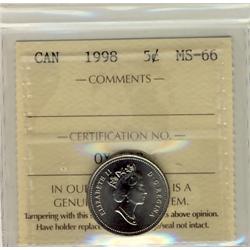 CAN 1998 5¢ MS-66
COMMENTS
CERTIFICATION NO.
IN OUR IS A
GENUI EM.
Tampering with this s above opinion.
Have holder replac /seal not intact.
ELIZABETH II D·G·REGINA